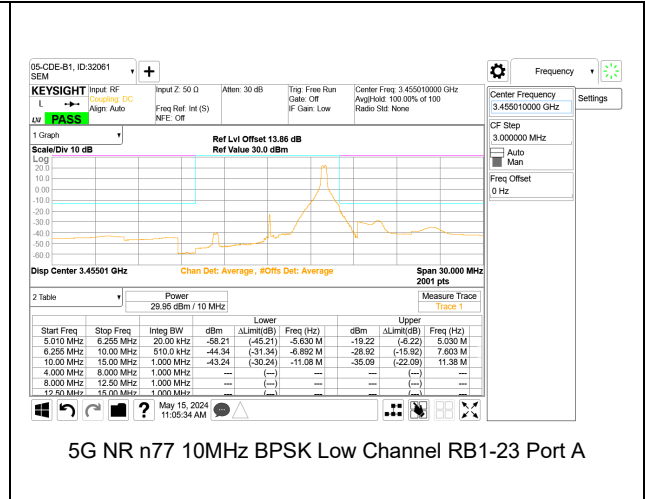 05-CDE-B1, ID:32061
SEM
Frequency
KEYSIGHT Input: RF Input Z: 50 Ω Atten: 30 dB Trig: Free Run Center Freq: 3.455010000 GHz
L Coupling: DC Gate: Off Avg|Hold: 100.00% of 100
Align: Auto Freq Ref: Int (S) IF Gain: Low Radio Std: None
LXI PASS NFE: Off
Center Frequency
3.455010000 GHz
Settings
CF Step
3.000000 MHz
Auto
Man
Freq Offset
0 Hz
1 Graph Ref Lvl Offset 13.86 dB
Scale/Div 10 dB Ref Value 30.0 dBm
Log
20.0
10.0
0.00
-10.0
-20.0
-30.0
-40.0
-50.0
-60.0
Disp Center 3.45501 GHz Chan Det: Average, #Offs Det: Average Span 30.000 MHz
2001 pts
2 Table Power Measure Trace
29.95 dBm / 10 MHz Trace 1
Lower Upper
Start Freq Stop Freq Integ BW dBm ΔLimit(dB) Freq (Hz) dBm ΔLimit(dB) Freq (Hz)
5.010 MHz 6.255 MHz 20.00 kHz -58.21 (-45.21) -5.630 M -19.22 (-6.22) 5.030 M
6.255 MHz 10.00 MHz 510.0 kHz -44.34 (-31.34) -6.892 M -28.92 (-15.92) 7.603 M
10.00 MHz 15.00 MHz 1.000 MHz -43.24 (-30.24) -11.08 M -35.09 (-22.09) 11.38 M
4.000 MHz 8.000 MHz 1.000 MHz --- (---) --- --- (---) ---
8.000 MHz 12.50 MHz 1.000 MHz --- (---) --- --- (---) ---
12.50 MHz 15.00 MHz 1.000 MHz --- (---) --- --- (---) ---
May 15, 2024
11:05:34 AM
5G NR n77 10MHz BPSK Low Channel RB1-23 Port A